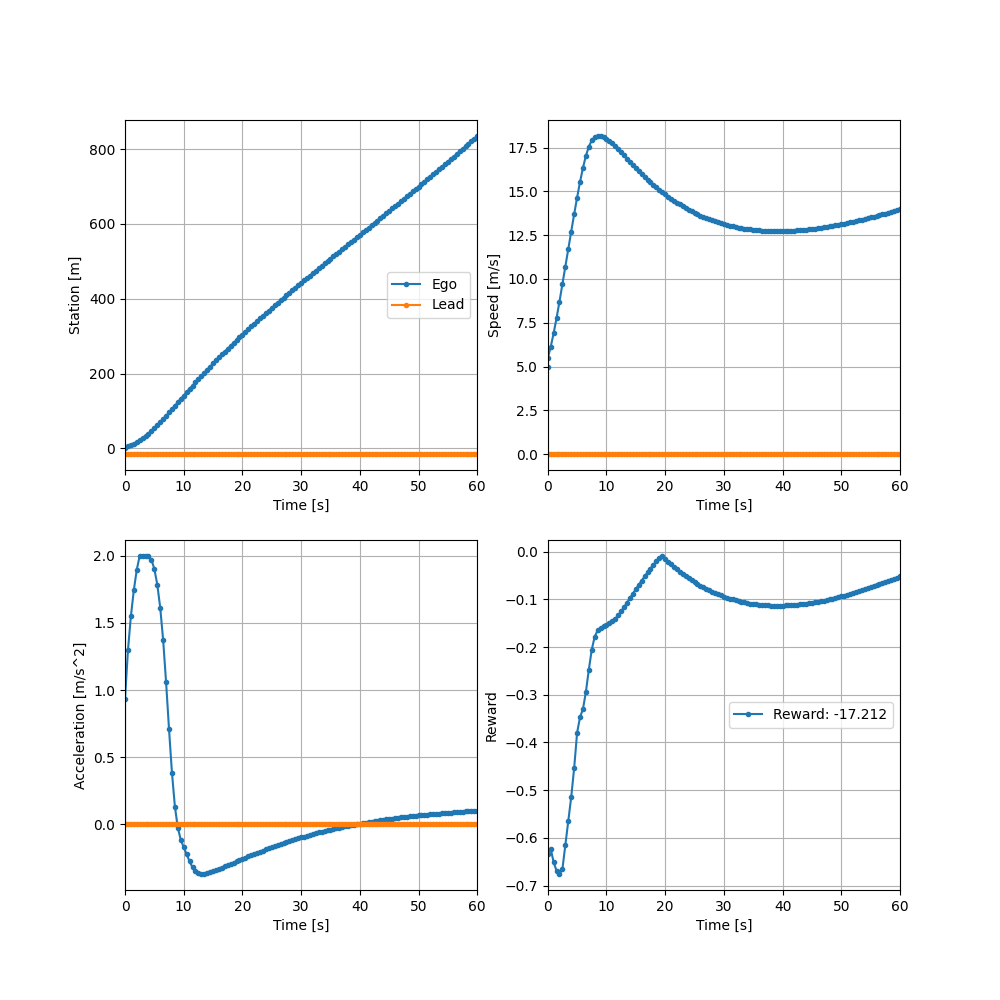 800
600
400
200
0
Station [m]
Ego
Lead
0 10 20 30 40 50 60
Time [s]
17.5
15.0
12.5
10.0
7.5
5.0
2.5
0.0
Speed [m/s]
0 10 20 30 40 50 60
Time [s]
2.0
1.5
1.0
0.5
0.0
Acceleration [m/s^2]
0 10 20 30 40 50 60
Time [s]
0.0
−0.1
−0.2
−0.3
−0.4
−0.5
−0.6
−0.7
Reward
Reward: -17.212
0 10 20 30 40 50 60
Time [s]